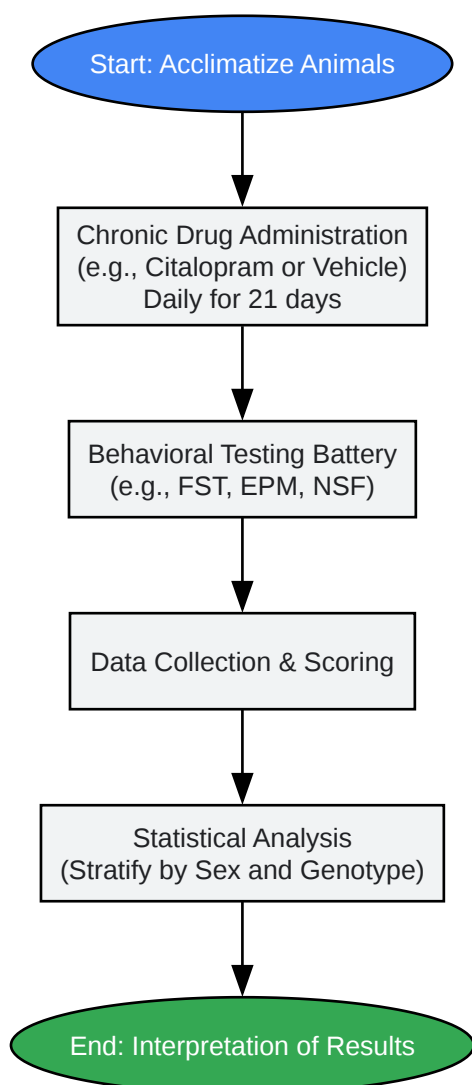 Start: Acclimatize Animals
Chronic Drug Administration
(e.g., Citalopram or Vehicle)
Daily for 21 days
Behavioral Testing Battery
(e.g., FST, EPM, NSF)
Data Collection & Scoring
Statistical Analysis
(Stratify by Sex and Genotype)
End: Interpretation of Results